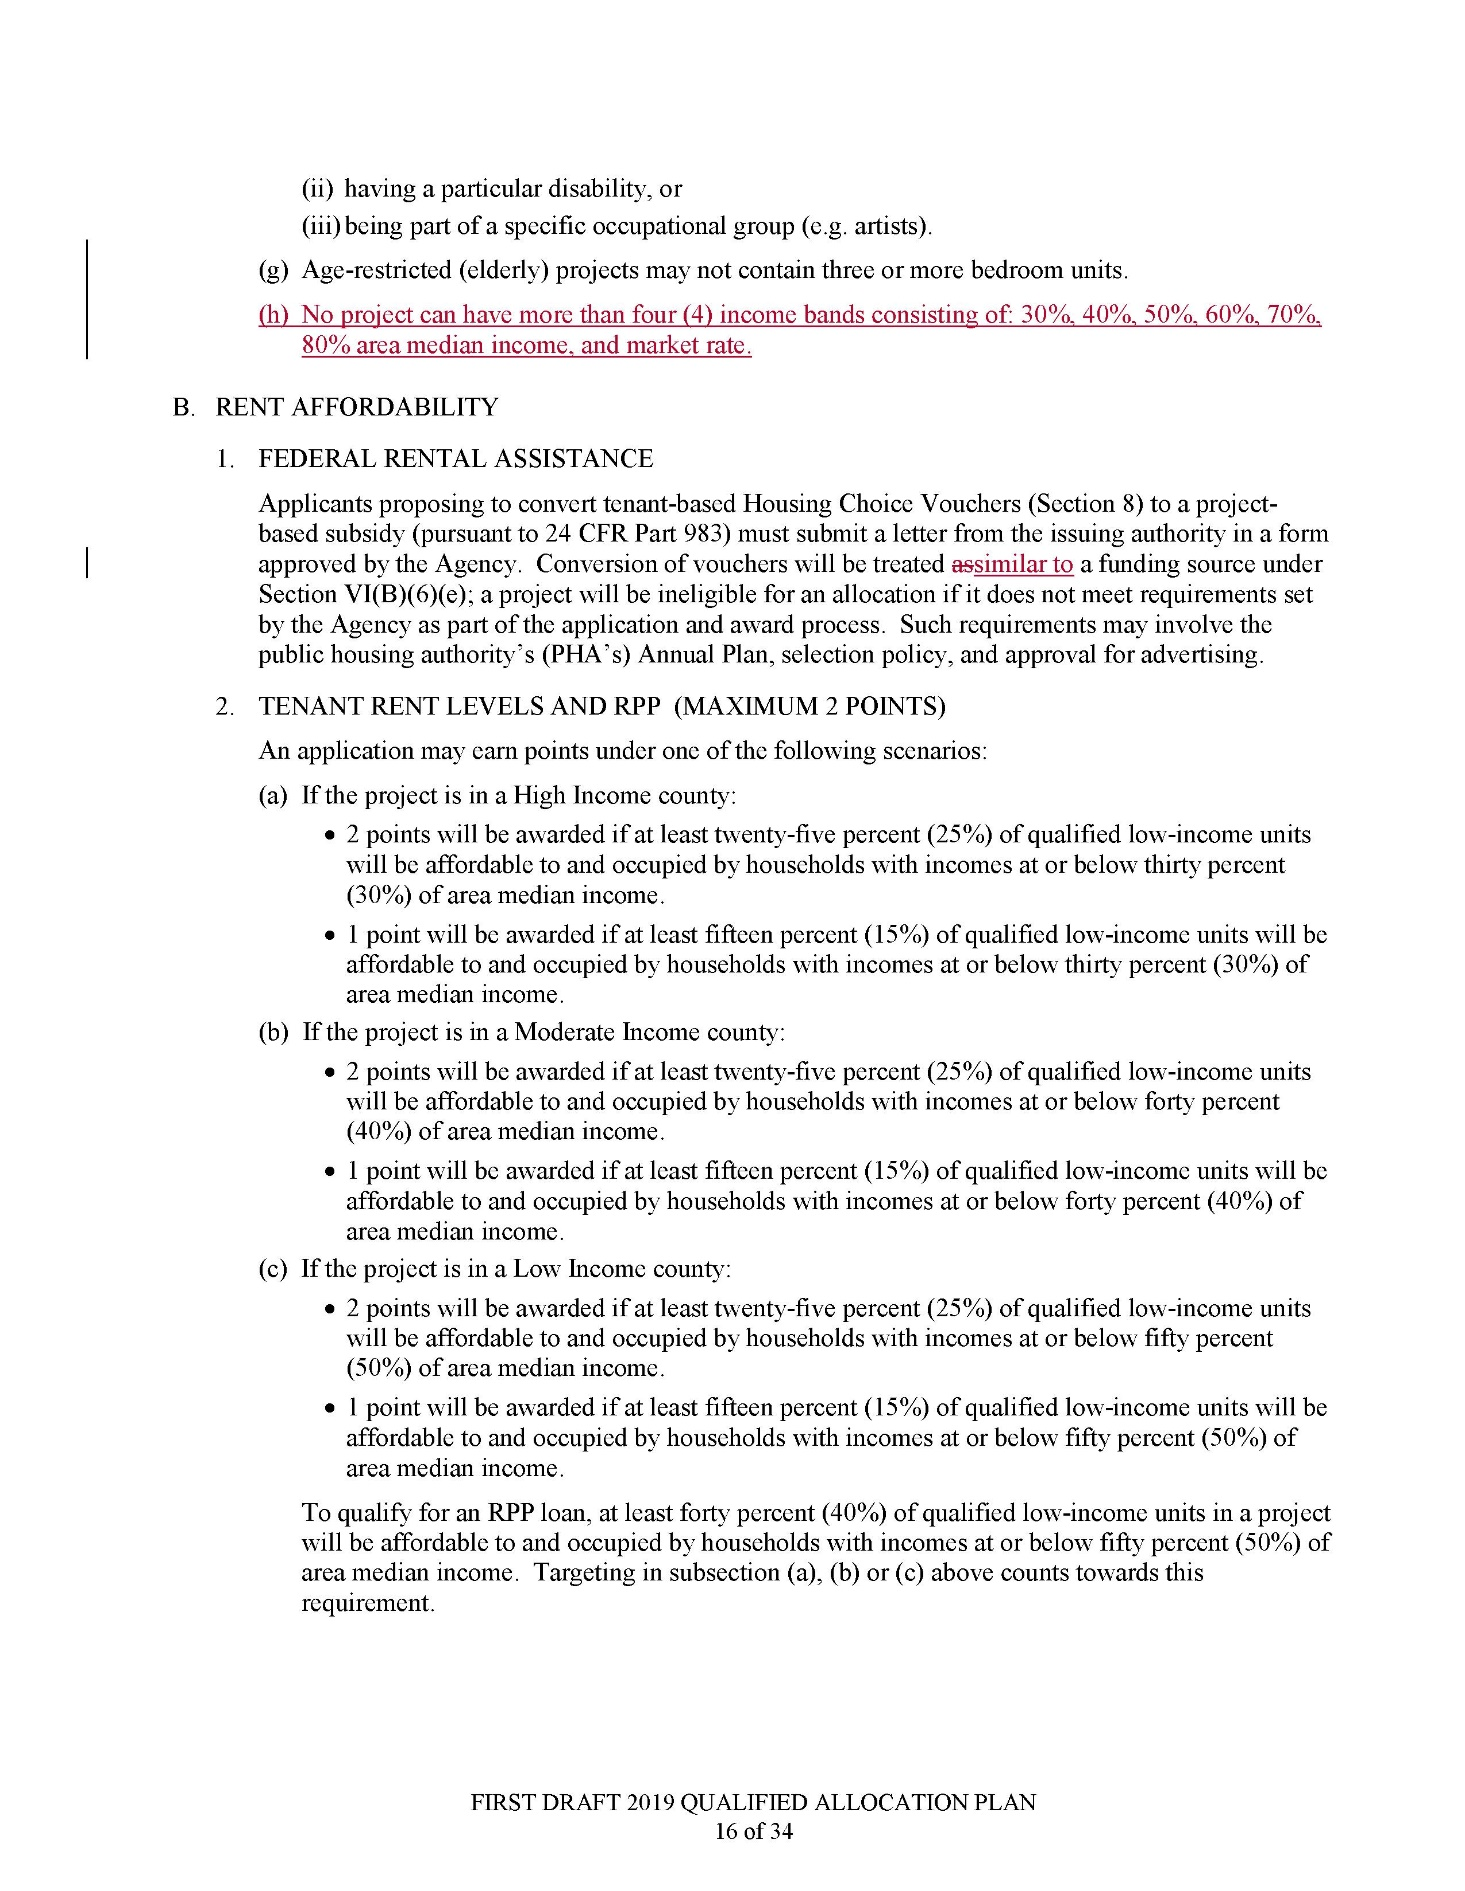 (ii) having a particular disability, or
(iii) being part of a specific occupational group (e.g. artists).
(g) Age-restricted (elderly) projects may not contain three or more bedroom units.
(h) No project can have more than four (4) income bands consisting of: 30%, 40%, 50%, 60%, 70%,
80% area median income, and market rate.
B. RENT AFFORDABILITY
1. FEDERAL RENTAL ASSISTANCE
Applicants proposing to convert tenant-based Housing Choice Vouchers (Section 8) to a project-
based subsidy (pursuant to 24 CFR Part 983) must submit a letter from the issuing authority in a form
approved by the Agency. Conversion of vouchers will be treated assimilar to a funding source under
Section VI(B)(6)(e); a project will be ineligible for an allocation if it does not meet requirements set
by the Agency as part of the application and award process. Such requirements may involve the
public housing authority's (PHA's) Annual Plan, selection policy, and approval for advertising.
2. TENANT RENT LEVELS AND RPP (MAXIMUM 2 POINTS)
An application may earn points under one of the following scenarios:
(a) If the project is in a High Income county:
• 2 points will be awarded if at least twenty-five percent (25%) of qualified low-income units
will be affordable to and occupied by households with incomes at or below thirty percent
(30%) of area median income.
• 1 point will be awarded if at least fifteen percent (15%) of qualified low-income units will be
affordable to and occupied by households with incomes at or below thirty percent (30%) of
area median income.
(b) If the project is in a Moderate Income county:
• 2 points will be awarded if at least twenty-five percent (25%) of qualified low-income units
will be affordable to and occupied by households with incomes at or below forty percent
(40%) of area median income.
• 1 point will be awarded if at least fifteen percent (15%) of qualified low-income units will be
affordable to and occupied by households with incomes at or below forty percent (40%) of
area median income.
(c) If the project is in a Low Income county:
• 2 points will be awarded if at least twenty-five percent (25%) of qualified low-income units
will be affordable to and occupied by households with incomes at or below fifty percent
(50%) of area median income.
• 1 point will be awarded if at least fifteen percent (15%) of qualified low-income units will be
affordable to and occupied by households with incomes at or below fifty percent (50%) of
area median income.
To qualify for an RPP loan, at least forty percent (40%) of qualified low-income units in a project
will be affordable to and occupied by households with incomes at or below fifty percent (50%) of
area median income. Targeting in subsection (a), (b) or (c) above counts towards this
requirement.
FIRST DRAFT 2019 QUALIFIED ALLOCATION PLAN
16 of 34